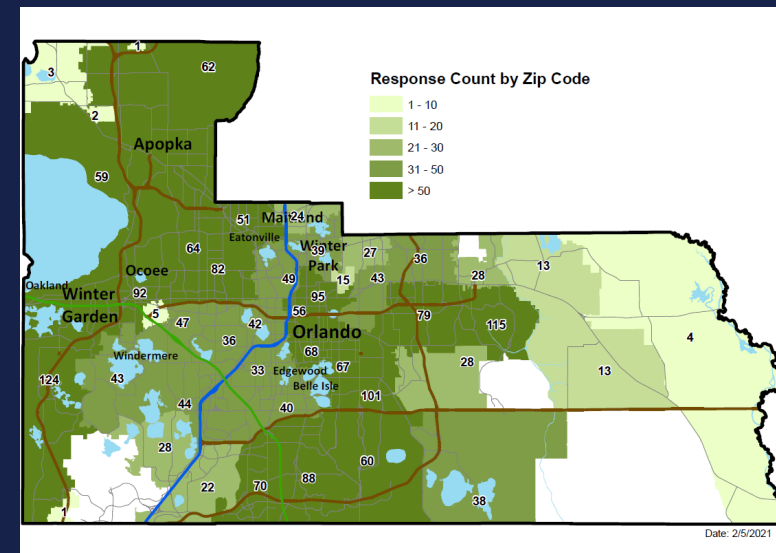 1
62
3
Response Count by Zip Code
1 - 10
11 - 20
21 - 30
31 - 50
> 50
2
Apopka
59
51
Maitland
24
Eatonville
64
39
Winter
Park
27
36
82
Ocoee
49
15
43
28
13
Oakland
92
95
Winter
Garden
5
47
42
56
Orlando
79
115
4
36
Windermere
68
67
28
13
124
43
33
Edgewood
Belle Isle
101
44
40
28
60
22
70
88
38
1
Date: 2/5/2021